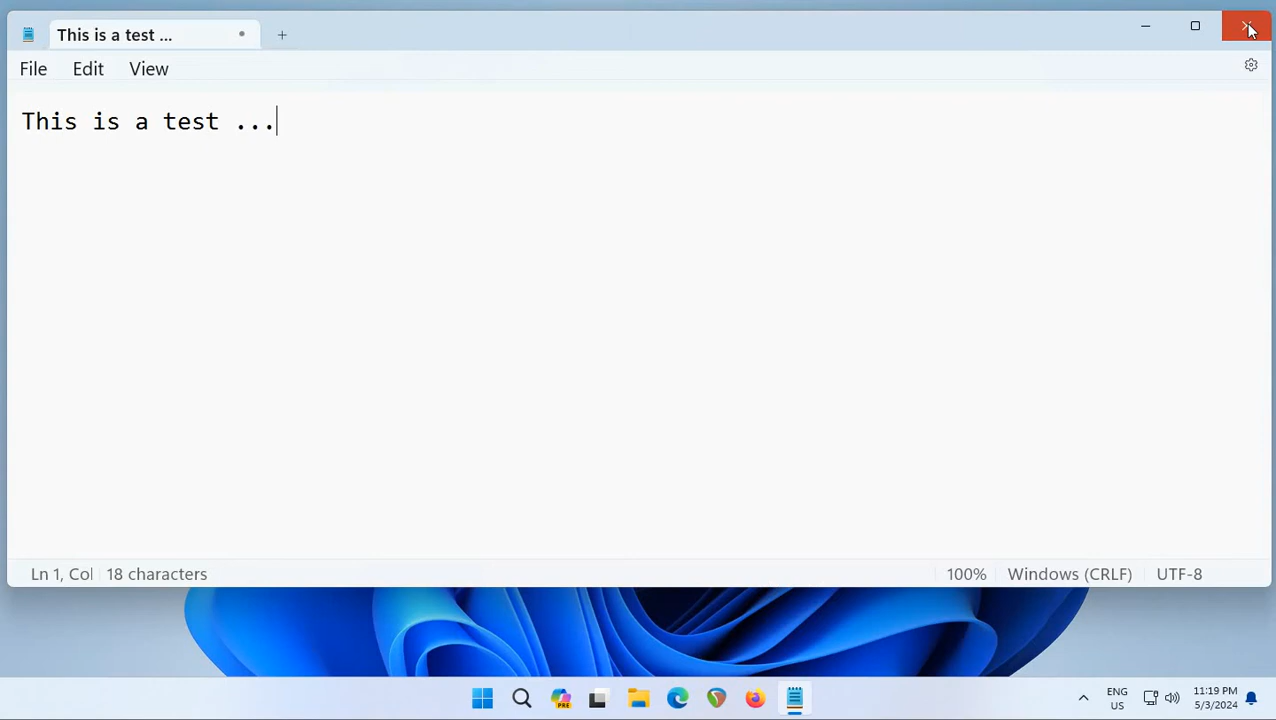 This is a test ...
File Edit View
This is a test ...
Ln 1, Col 18 characters 100% Windows (CRLF) UTF-8
PRE
ENG
US
11:19 PM
5/3/2024